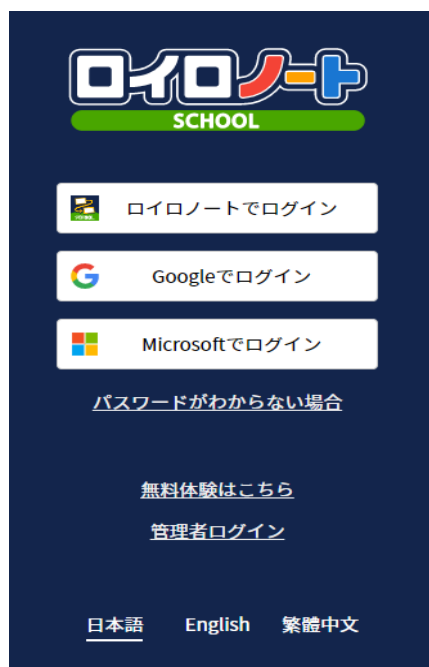 ロイロノート
SCHOOL
ロイロノートでログイン
Googleでログイン
Microsoftでログイン
パスワードがわからない場合
無料体験はこちら
管理者ログイン
日本語 English 繁體中文